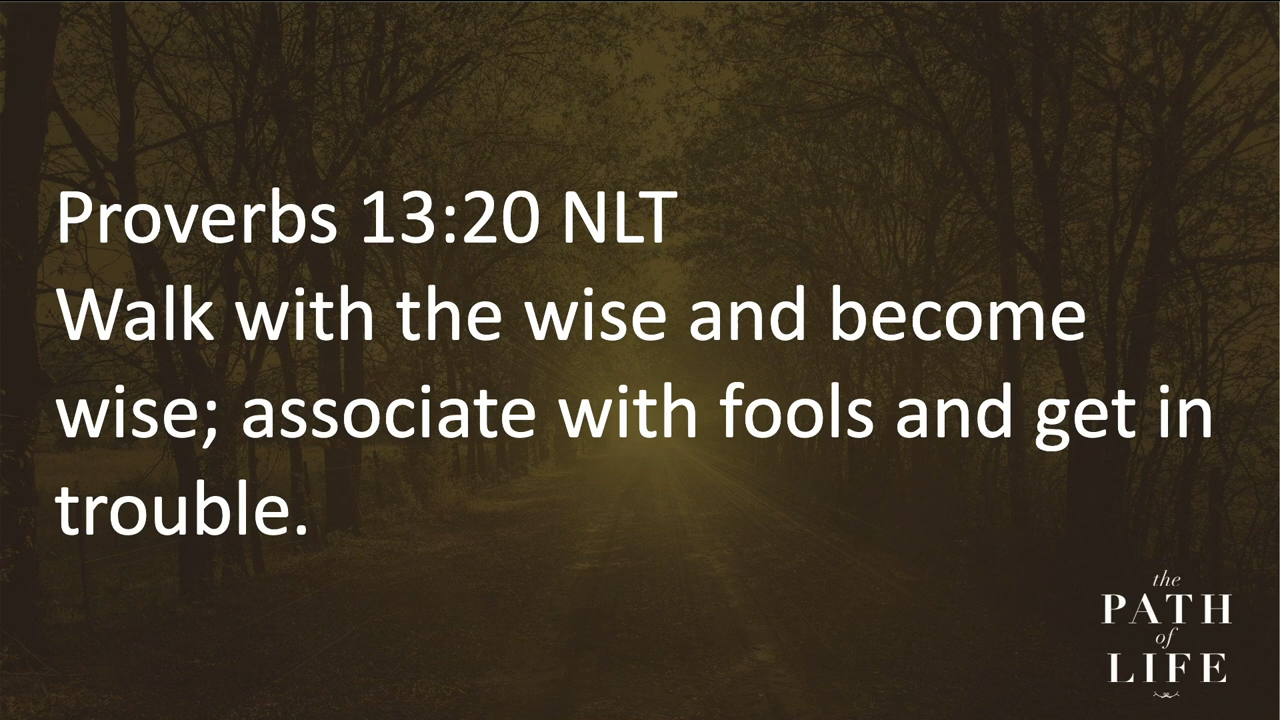 Proverbs 13:20 NLT
Walk with the wise and become
wise; associate with fools and get in
trouble.
the
PATH
of
LIFE